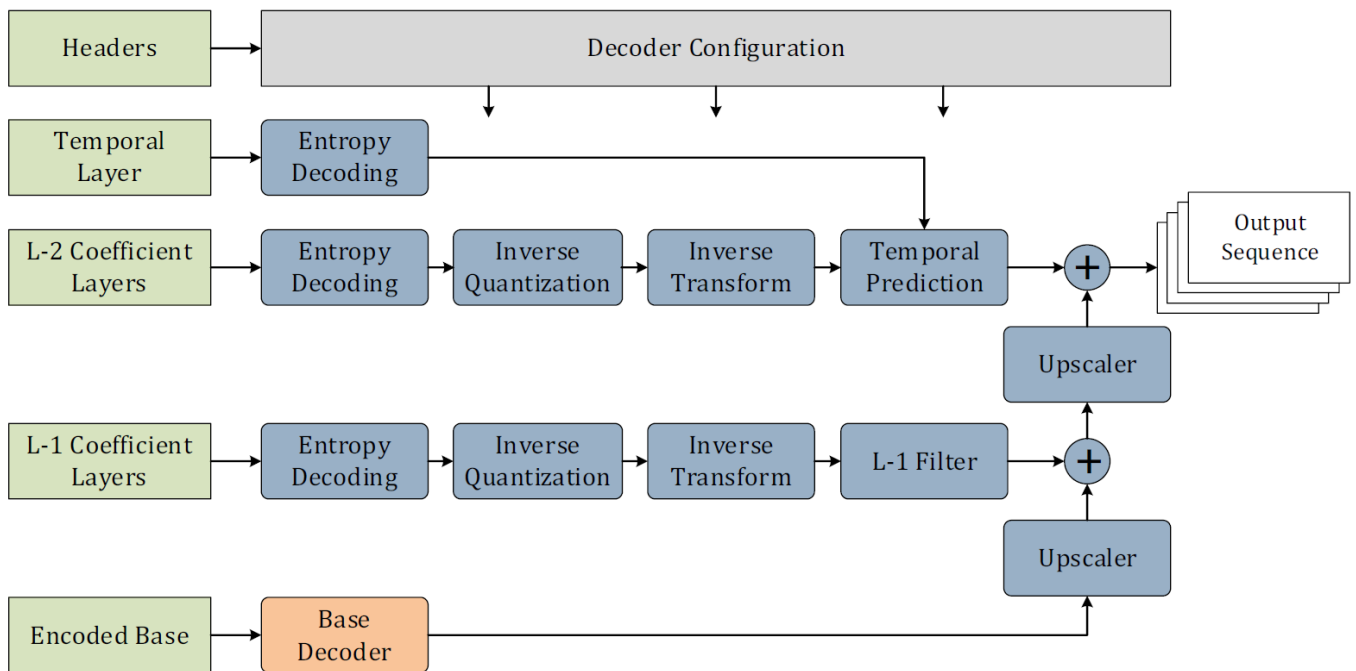 Headers
Decoder Configuration
Temporal
Layer
Entropy
Decoding
L-2 Coefficient
Layers
Entropy
Decoding
Inverse
Quantization
Inverse
Transform
Temporal
Prediction
+
Output
Sequence
Upscaler
L-1 Coefficient
Layers
Entropy
Decoding
Inverse
Quantization
Inverse
Transform
L-1 Filter
+
Upscaler
Encoded Base
Base
Decoder